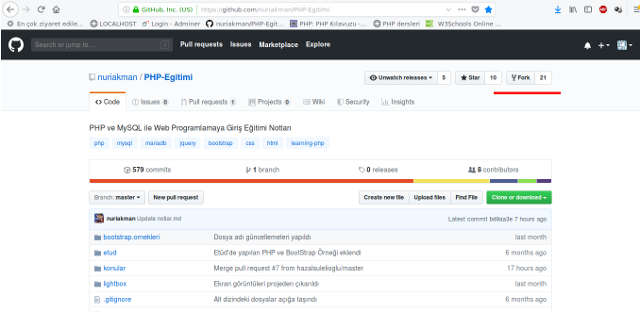 GitHub, Inc. (US) https://github.com/nuriakman/PHP-Egitimi
En çok ziyaret edile... LOCALHOST Login - Adminer nuriakman/PHP-Egit... PHP: PHP Kılavuzu -... PHP dersleri W3Schools Online ...
Search or jump to... Pull requests Issues Marketplace Explore
nuriakman / PHP-Egitimi Unwatch releases 5 Star 10 Fork 21
Code Issues 0 Pull requests 1 Projects 0 Wiki Security Insights
PHP ve MySQL ile Web Programlamaya Giriş Eğitimi Notları
php mysql mariadb jquery bootstrap css html learning-php
579 commits 1 branch 0 releases 8 contributors
Branch: master New pull request Create new file Upload files Find File Clone or download
nuriakman Update notlar.md Latest commit 7 hours ago
bootstrap.ornekleri Dosya adı güncellemeleri yapıldı last month
etud Etüd'de yapılan PHP ve BootStrap Örneği eklendi 6 months ago
konular Merge pull request #7 from hazalsuleloglu/master 17 hours ago
lightbox Ekran görüntüleri projeden çıkarıldı last month
.gitignore Alt dizindeki dosyalar açığa taşındı 6 months ago